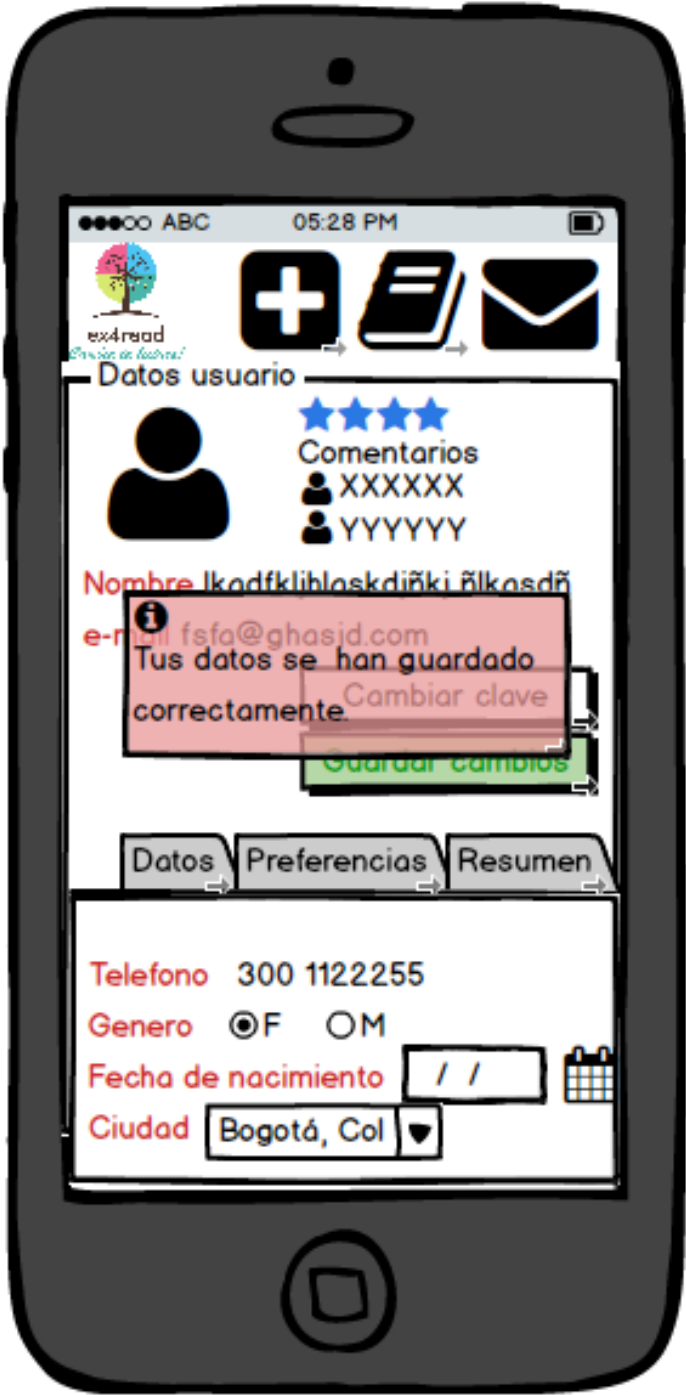 ABC 05:28 PM
ex4read
Datos usuario
Comentarios
XXXXXX
YYYYYY
Nombre
e-mail fsfa@ghasjd.com
Tus datos se han guardado
correctamente.
Cambiar clave
Guardar cambios
Datos Preferencias Resumen
Telefono 300 1122255
Genero F M
Fecha de nacimiento / /
Ciudad Bogotá, Col